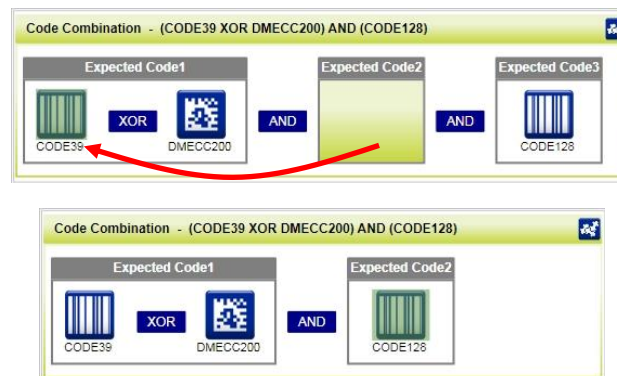 Code Combination - (CODE39 XOR DMECC200) AND (CODE128)
Expected Code1 Expected Code2 Expected Code3
XOR AND AND
CODE39 DMECC200 CODE128
Code Combination - (CODE39 XOR DMECC200) AND (CODE128)
Expected Code1 Expected Code2
XOR AND
CODE39 DMECC200 CODE128